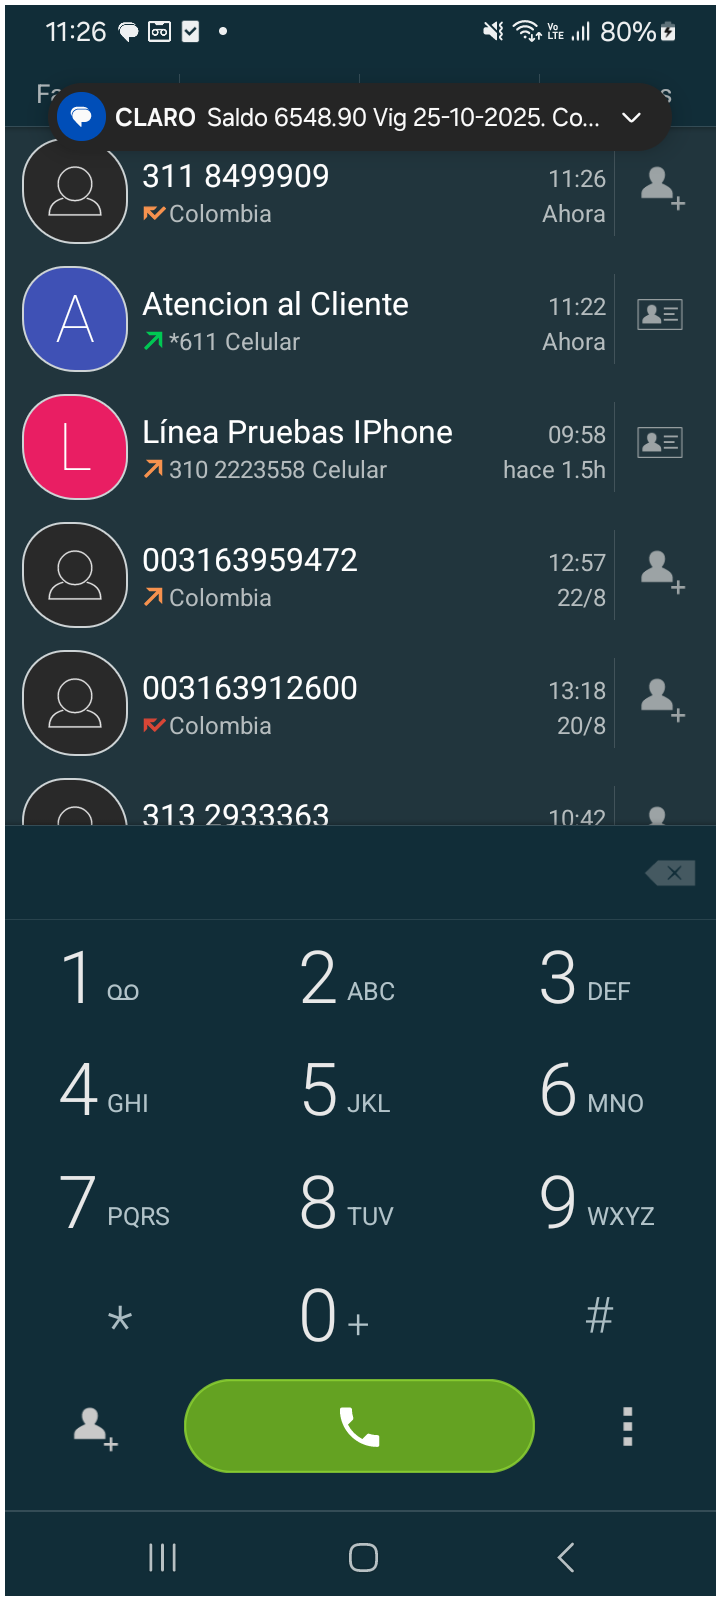 11:26 Vo LTE 80%
Fa s
CLARO Saldo 6548.90 Vig 25-10-2025. Co...
311 8499909 11:26
Colombia Ahora
A Atencion al Cliente 11:22
*611 Celular Ahora
L Línea Pruebas IPhone 09:58
310 2223558 Celular hace 1.5h
003163959472 12:57
Colombia 22/8
003163912600 13:18
Colombia 20/8
313 2933363 10:42
1 2 ABC 3 DEF
4 GHI 5 JKL 6 MNO
7 PQRS 8 TUV 9 WXYZ
* 0 + #